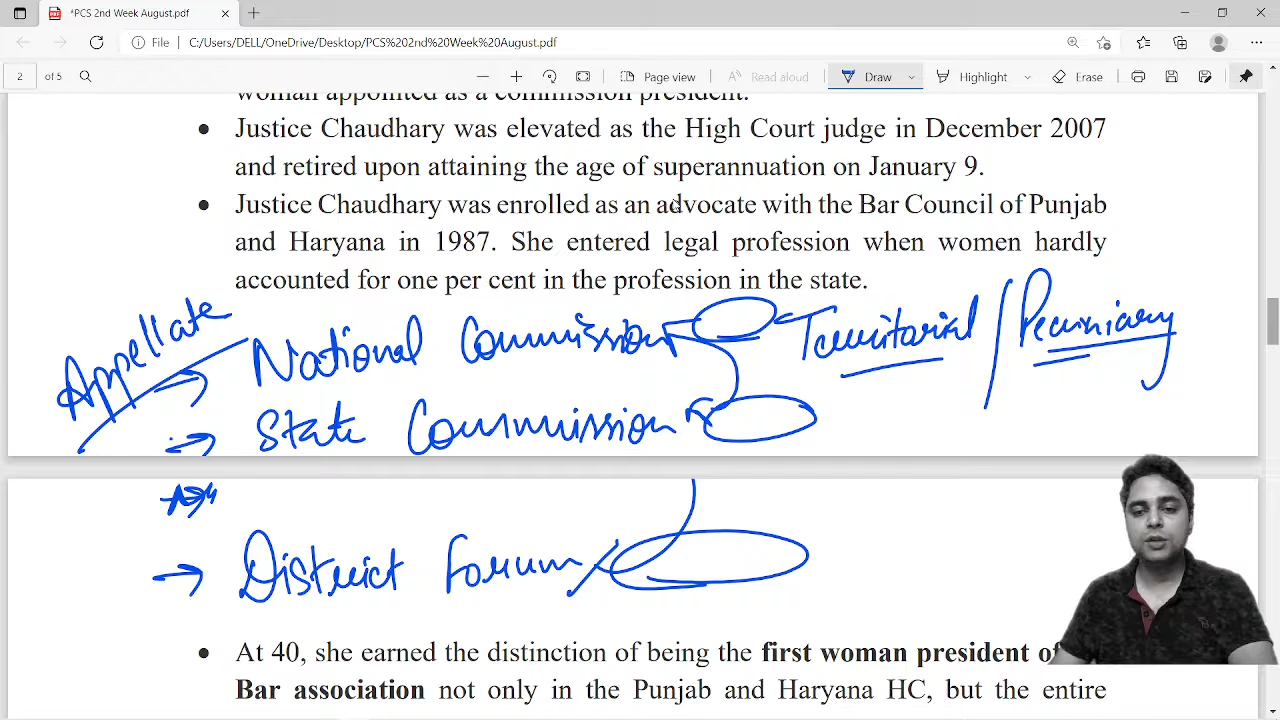 *PCS 2nd Week August.pdf
File C:/Users/DELL/OneDrive/Desktop/PCS%202nd%20Week%20August.pdf
2 of 5 Page view Read aloud Draw Highlight Erase
woman appointed as a commission president.
Justice Chaudhary was elevated as the High Court judge in December 2007
and retired upon attaining the age of superannuation on January 9.
Justice Chaudhary was enrolled as an advocate with the Bar Council of Punjab
and Haryana in 1987. She entered legal profession when women hardly
accounted for one per cent in the profession in the state.
Appellate
National Commission Territorial / Pecuniary
State Commission
District Forum
At 40, she earned the distinction of being the first woman president of
Bar association not only in the Punjab and Haryana HC, but the entire